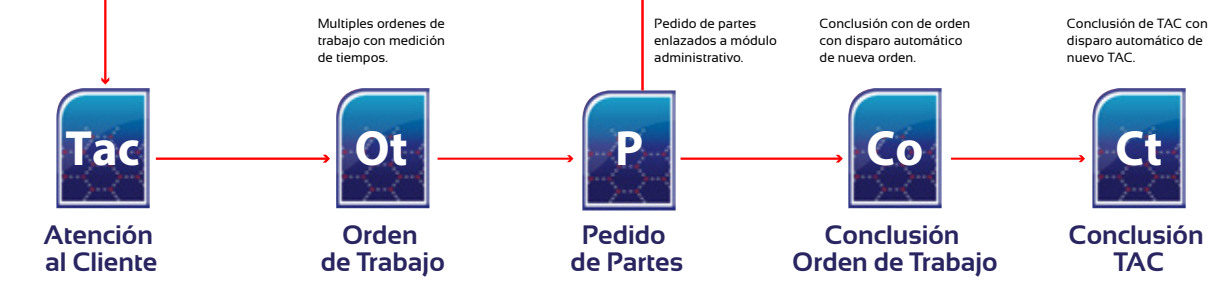 Multiples ordenes de
trabajo con medición
de tiempos.
Pedido de partes
enlazados a módulo
administrativo.
Conclusión con de orden
con disparo automático
de nueva orden.
Conclusión de TAC con
disparo automático de
nuevo TAC.
Tac
Ot
P
Co
Ct
Atención
al Cliente
Orden
de Trabajo
Pedido
de Partes
Conclusión
Orden de Trabajo
Conclusión
TAC